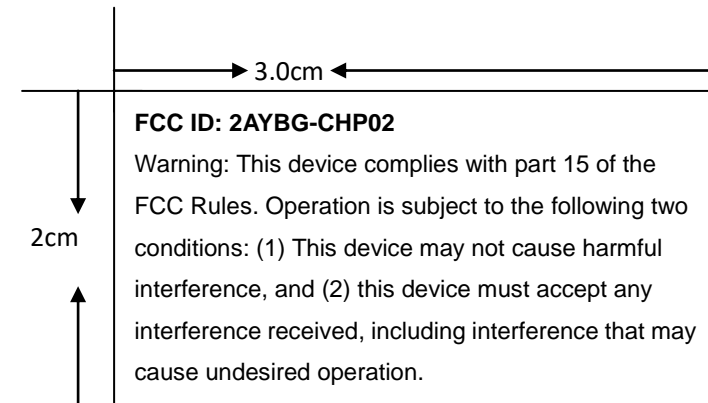 3.0cm
FCC ID: 2AYBG-CHP02
Warning: This device complies with part 15 of the
FCC Rules. Operation is subject to the following two
2cm
conditions: (1) This device may not cause harmful
interference, and (2) this device must accept any
interference received, including interference that may
cause undesired operation.